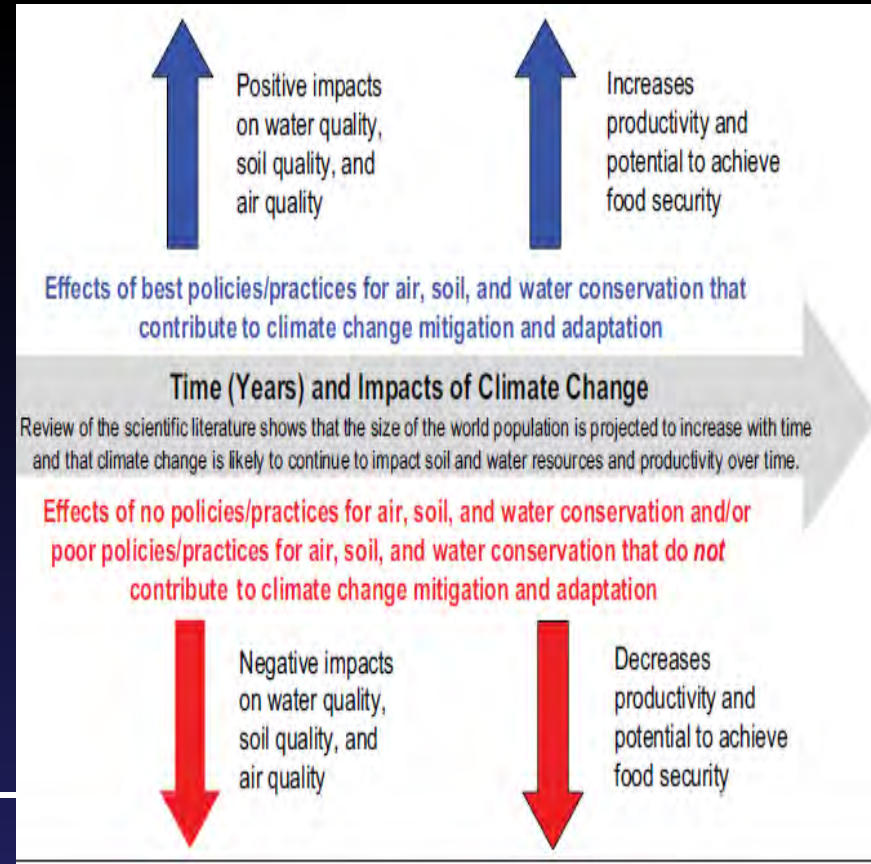 Positive impacts
on water quality,
soil quality, and
air quality
Increases
productivity and
potential to achieve
food security
Effects of best policies/practices for air, soil, and water conservation that
contribute to climate change mitigation and adaptation
Time (Years) and Impacts of Climate Change
Review of the scientific literature shows that the size of the world population is projected to increase with time
and that climate change is likely to continue to impact soil and water resources and productivity over time.
Effects of no policies/practices for air, soil, and water conservation and/or
poor policies/practices for air, soil, and water conservation that do not
contribute to climate change mitigation and adaptation
Negative impacts
on water quality,
soil quality, and
air quality
Decreases
productivity and
potential to achieve
food security